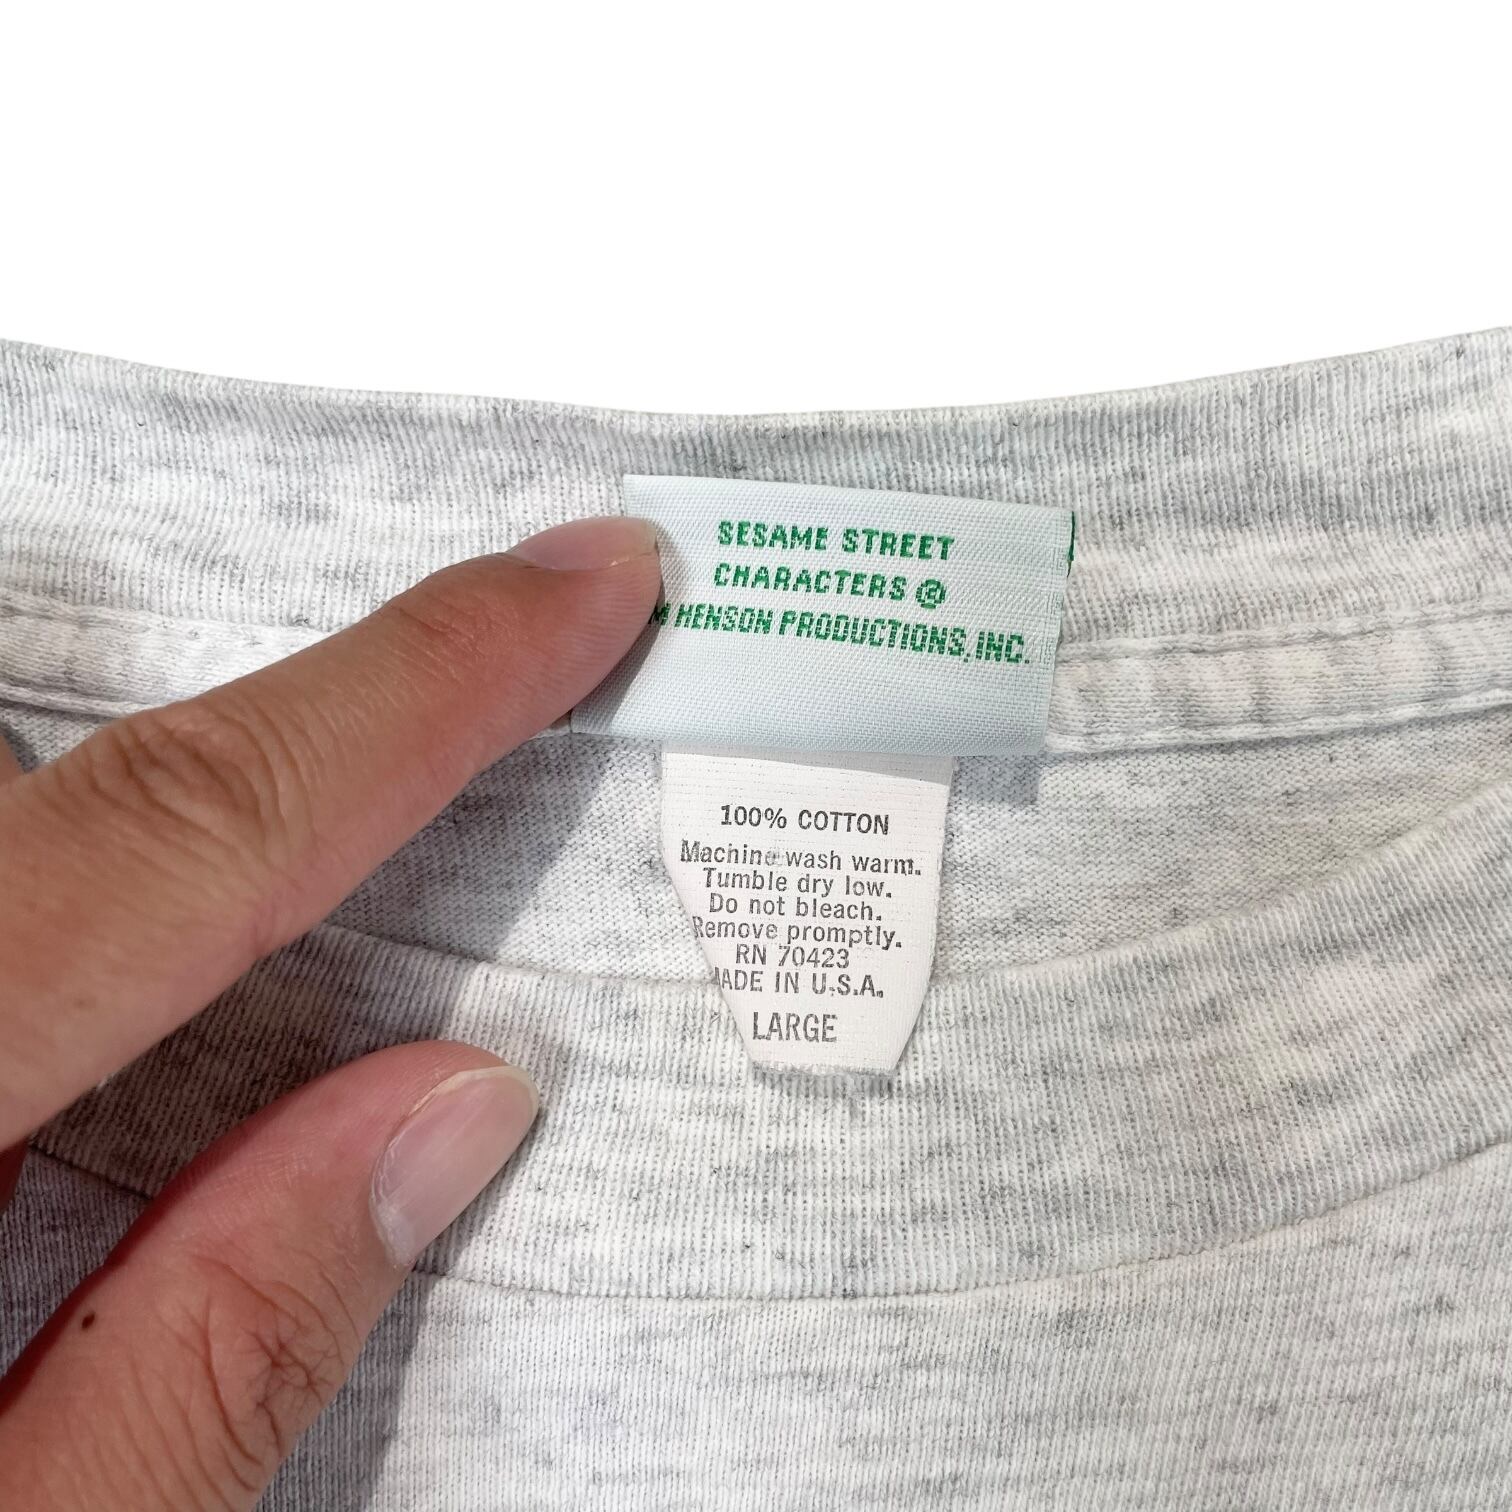 SESAME STREET
CHARACTERS ®
M HENSON PRODUCTIONS, INC.
100% COTTON
Machine wash warm.
Tumble dry low.
Do not bleach.
Remove promptly.
RN 70423
MADE IN U.S.A.
LARGE